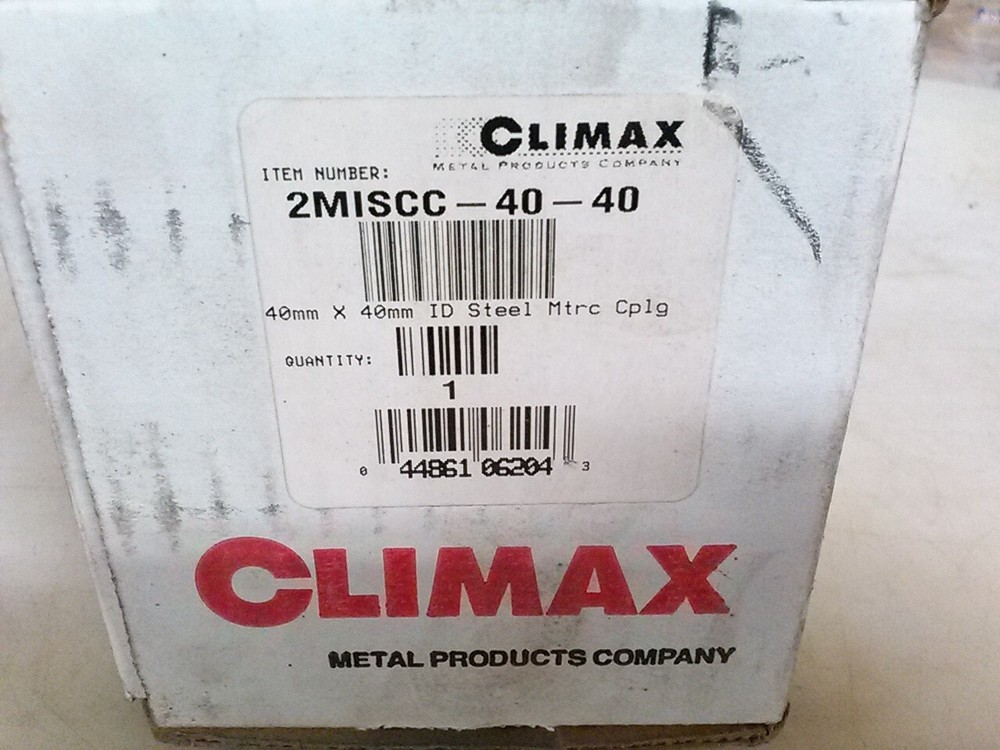 CLIMAX
METAL PRODUCTS COMPANY
ITEM NUMBER:
2MISCC-40-40
40mm X 40mm ID Steel Mtrc Cplg
QUANTITY:
1
0 44861 06204 3
CLIMAX
METAL PRODUCTS COMPANY